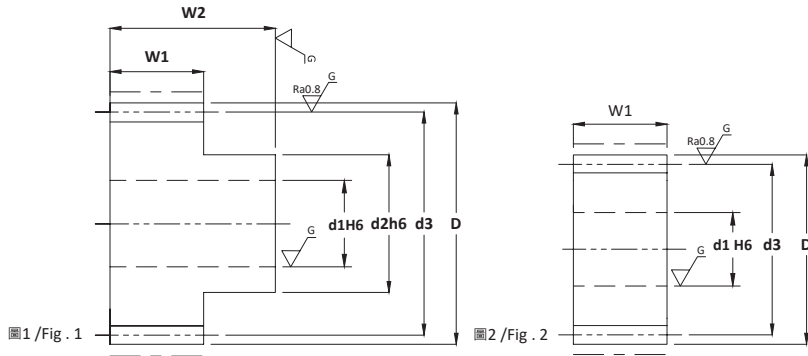 W2
W1
G
G
Ra0.8
d1H6
d2h6
d3
D
圖1 /Fig . 1
W1
G
Ra0.8
G
d1 H6
d3
D
圖2 /Fig . 2